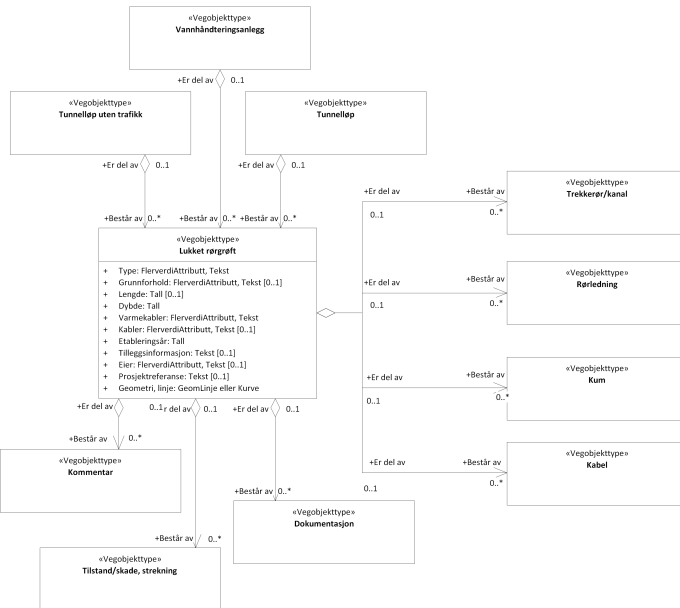 «Vegobjekttype»
Vannhåndteringsanlegg
+Er del av 0..1
«Vegobjekttype»
Tunnelløp uten trafikk
«Vegobjekttype»
Tunnelløp
+Er del av 0..1
+Er del av 0..1
+Består av 0..*
+Består av 0..*
+Består av 0..*
«Vegobjekttype»
Lukket rørgrøft
+ Type: FlerverdiAttributt, Tekst
+ Grunnforhold: FlerverdiAttributt, Tekst [0..1]
+ Lengde: Tall [0..1]
+ Dybde: Tall
+ Varmekabler: FlerverdiAttributt, Tekst
+ Kabler: FlerverdiAttributt, Tekst [0..1]
+ Etableringsår: Tall
+ Tilleggsinformasjon: Tekst [0..1]
+ Eier: FlerverdiAttributt, Tekst [0..1]
+ Prosjektreferanse: Tekst [0..1]
+ Geometri, linje: GeomLinje eller Kurve
+Er del av
0..1
+Består av
0..*
«Vegobjekttype»
Trekkerør/kanal
+Er del av
0..1
+Består av
0..*
«Vegobjekttype»
Rørledning
+Er del av
0..1
+Består av
0..*
«Vegobjekttype»
Kum
+Er del av
0..1
+Består av
0..*
«Vegobjekttype»
Kabel
+Er del av 0..1
r del av 0..1
+Er del av 0..1
+Består av 0..*
«Vegobjekttype»
Kommentar
+Består av 0..*
«Vegobjekttype»
Dokumentasjon
+Består av 0..*
«Vegobjekttype»
Tilstand/skade, strekning